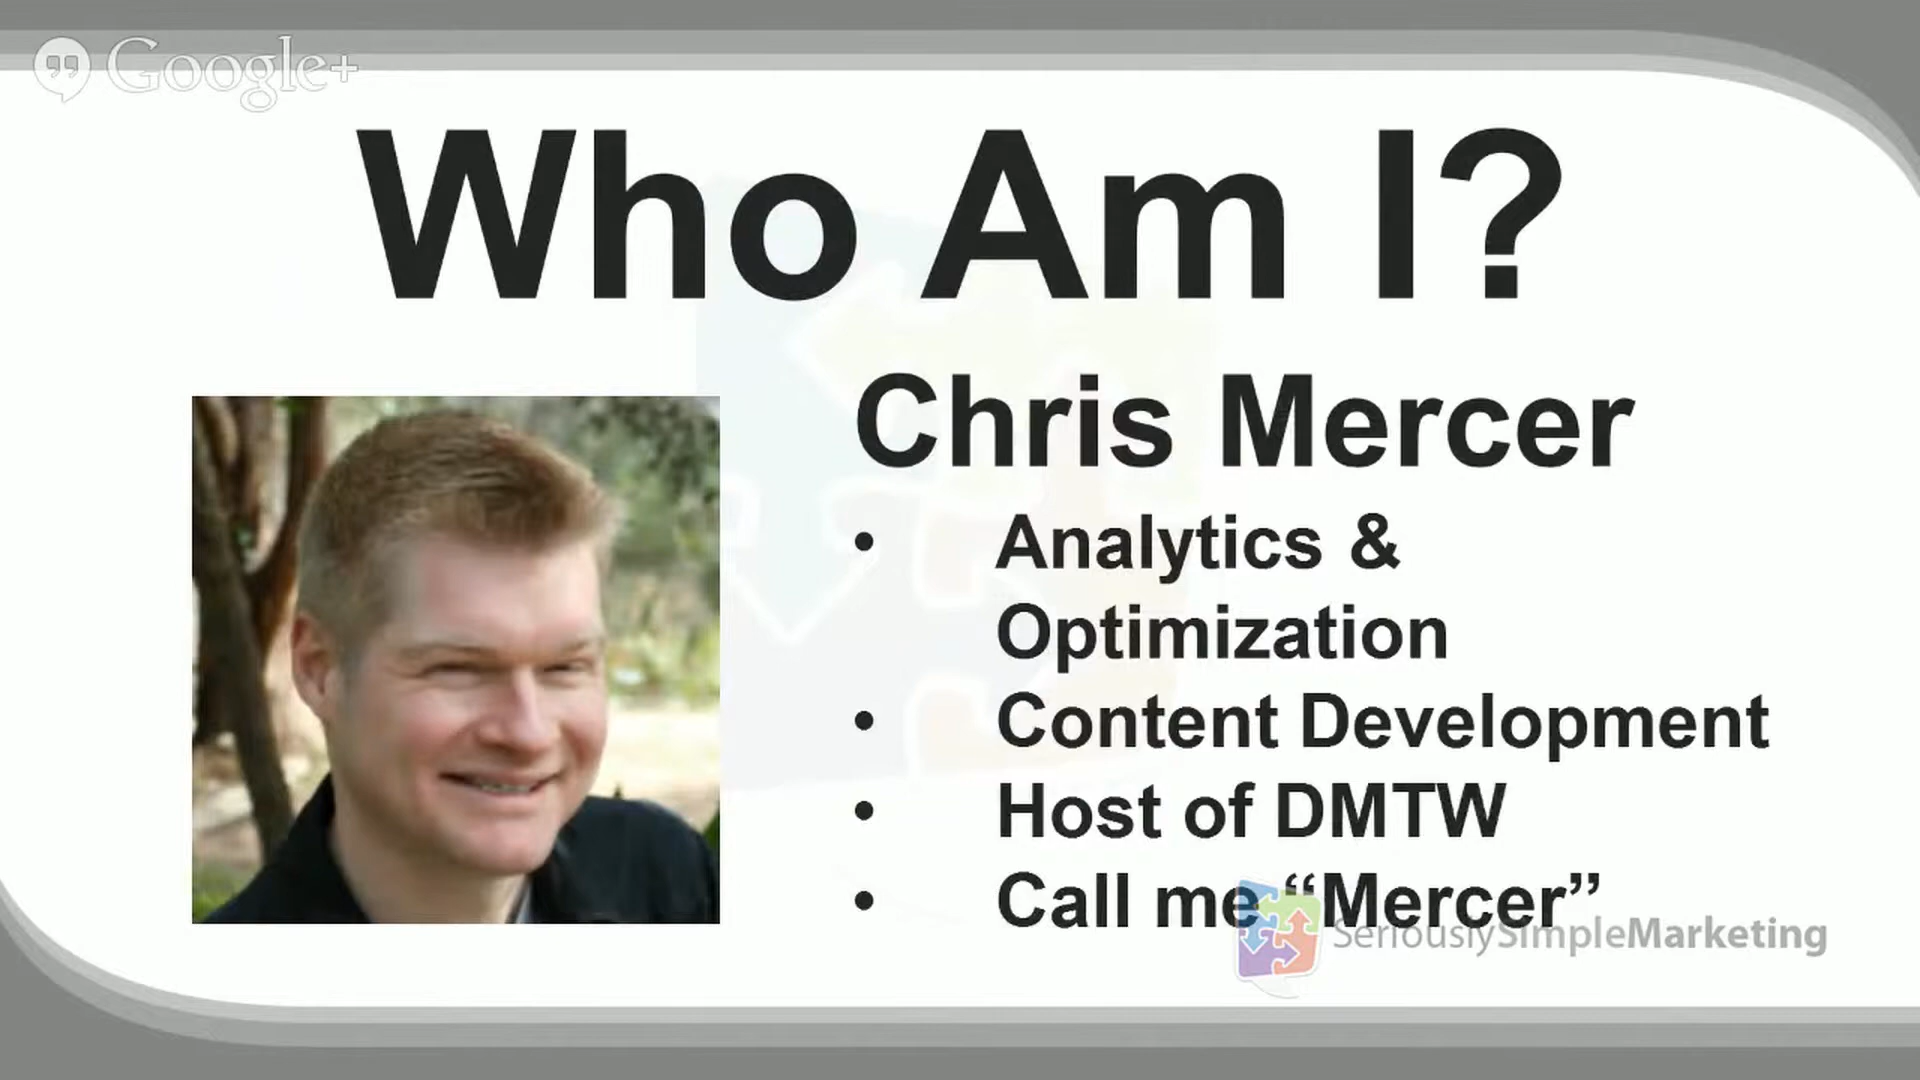 Google+
Who Am I?
Chris Mercer
• Analytics &
Optimization
• Content Development
• Host of DMTW
• Call me “Mercer”
SeriouslySimpleMarketing